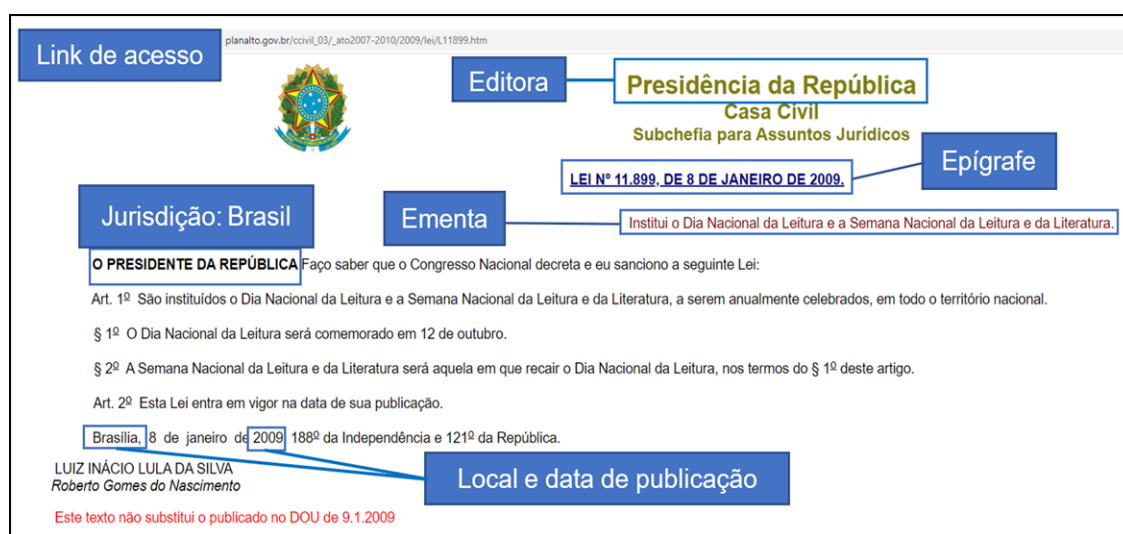 planalto.gov.br/ccivil_03/_ato2007-2010/2009/lei/L11899.htm
Link de acesso
Editora
Presidência da República
Casa Civil
Subchefia para Assuntos Jurídicos
Epígrafe
LEI Nº 11.899, DE 8 DE JANEIRO DE 2009.
Jurisdição: Brasil
Ementa
Institui o Dia Nacional da Leitura e a Semana Nacional da Leitura e da Literatura.
O PRESIDENTE DA REPÚBLICA Faço saber que o Congresso Nacional decreta e eu sanciono a seguinte Lei:
Art. 1º São instituídos o Dia Nacional da Leitura e a Semana Nacional da Leitura e da Literatura, a serem anualmente celebrados, em todo o território nacional.
§ 1º O Dia Nacional da Leitura será comemorado em 12 de outubro.
§ 2º A Semana Nacional da Leitura e da Literatura será aquela em que recair o Dia Nacional da Leitura, nos termos do § 1º deste artigo.
Art. 2º Esta Lei entra em vigor na data de sua publicação.
Brasília, 8 de janeiro de 2009 188º da Independência e 121º da República.
LUIZ INÁCIO LULA DA SILVA
Roberto Gomes do Nascimento
Local e data de publicação
Este texto não substitui o publicado no DOU de 9.1.2009